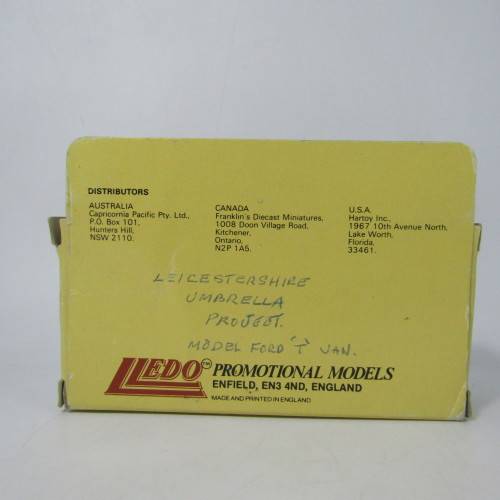 DISTRIBUTORS
AUSTRALIA
Capricornia Pacific Pty. Ltd.,
P.O. Box 101,
Hunters Hill,
NSW 2110.
CANADA
Franklin's Diecast Miniatures,
1008 Doon Village Road,
Kitchener,
Ontario,
N2P 1A5.
U.S.A.
Hartoy Inc.,
1967 10th Avenue North,
Lake Worth,
Florida,
33461.
LEICESTERSHIRE
UMBRELLA
PROJECT.
MODEL FORD 'T' VAN.
LLEDO™ PROMOTIONAL MODELS
ENFIELD, EN3 4ND, ENGLAND
MADE AND PRINTED IN ENGLAND